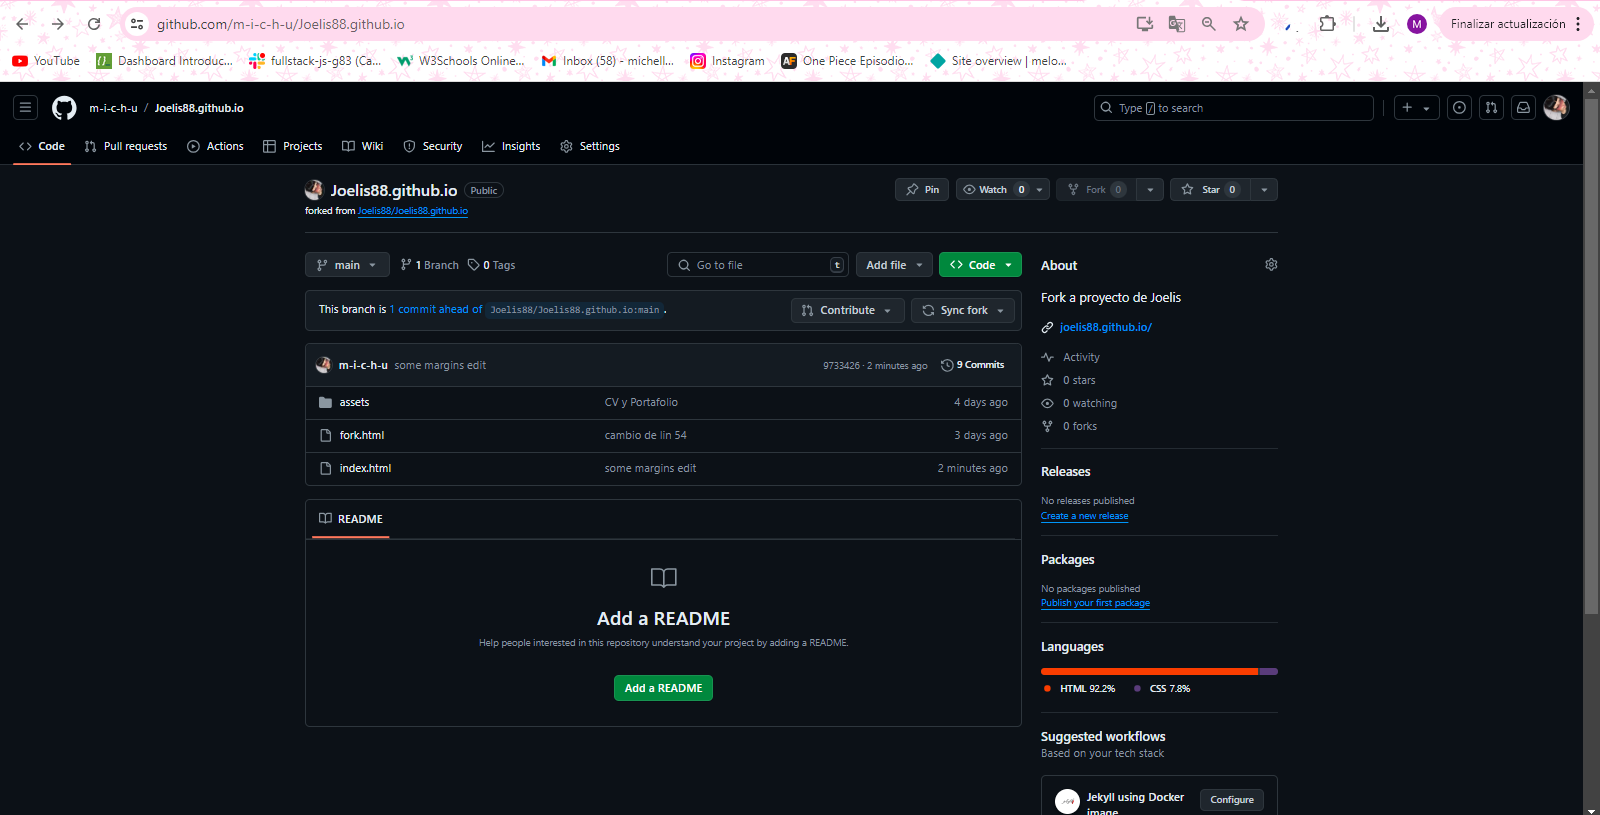 github.com/m-i-c-h-u/Joelis88.github.io
M
Finalizar actualización
YouTube
Dashboard Introduc...
fullstack-js-g83 (Ca...
W3Schools Online...
Inbox (58) - michell...
Instagram
AF
One Piece Episodio...
Site overview | melo...
m-i-c-h-u / Joelis88.github.io
Type / to search
Code
Pull requests
Actions
Projects
Wiki
Security
Insights
Settings
Joelis88.github.io
Public
Pin
Watch 0
Fork 0
Star 0
forked from Joelis88/Joelis88.github.io
main
1 Branch
0 Tags
Go to file
t
Add file
Code
This branch is 1 commit ahead of Joelis88/Joelis88.github.io:main .
Contribute
Sync fork
m-i-c-h-u some margins edit
9733426 · 2 minutes ago
9 Commits
assets
CV y Portafolio
4 days ago
fork.html
cambio de lin 54
3 days ago
index.html
some margins edit
2 minutes ago
README
Add a README
Help people interested in this repository understand your project by adding a README.
Add a README
About
Fork a proyecto de Joelis
joelis88.github.io/
Activity
0 stars
0 watching
0 forks
Releases
No releases published
Create a new release
Packages
No packages published
Publish your first package
Languages
HTML 92.2%
CSS 7.8%
Suggested workflows
Based on your tech stack
Jekyll using Docker
image
Configure